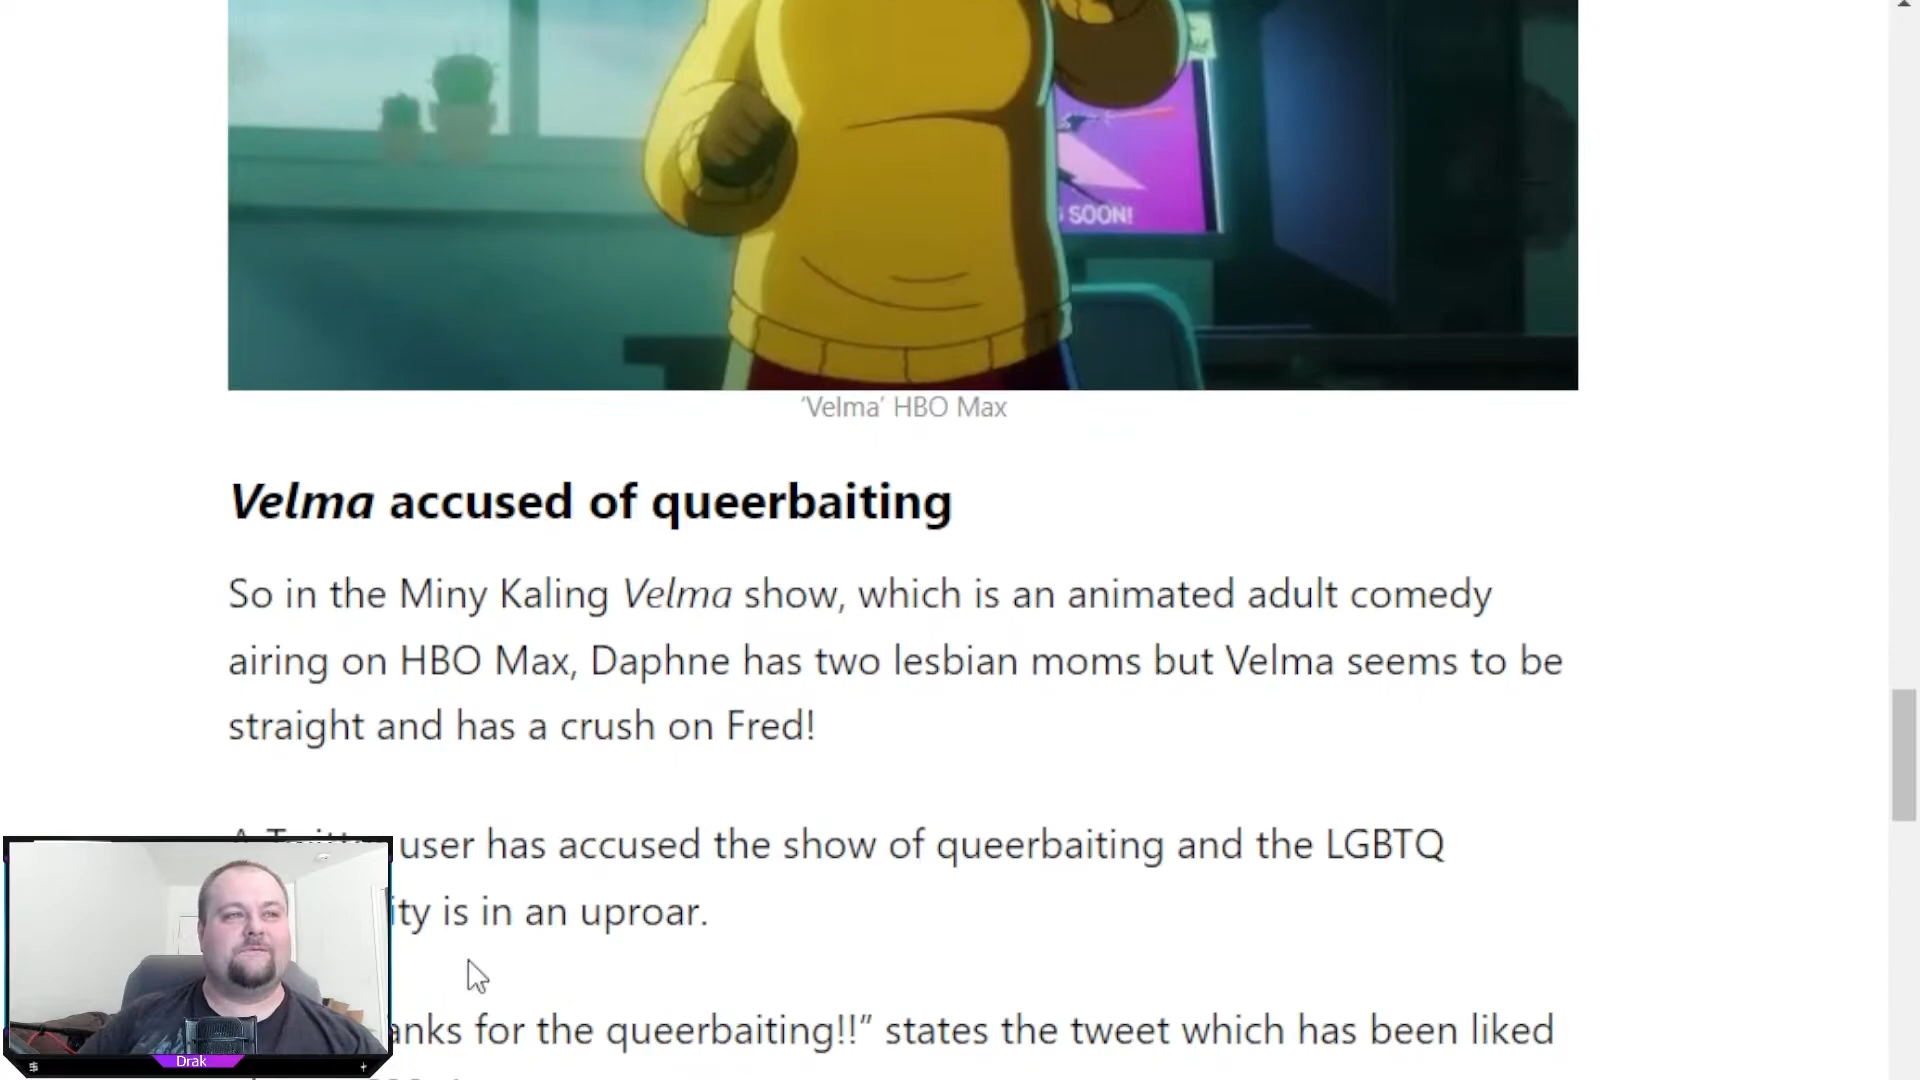 SOON!
‘Velma’ HBO Max
Velma accused of queerbaiting
So in the Miny Kaling Velma show, which is an animated adult comedy
airing on HBO Max, Daphne has two lesbian moms but Velma seems to be
straight and has a crush on Fred!
user has accused the show of queerbaiting and the LGBTQ
is in an uproar.
for the queerbaiting!!” states the tweet which has been liked
Drak